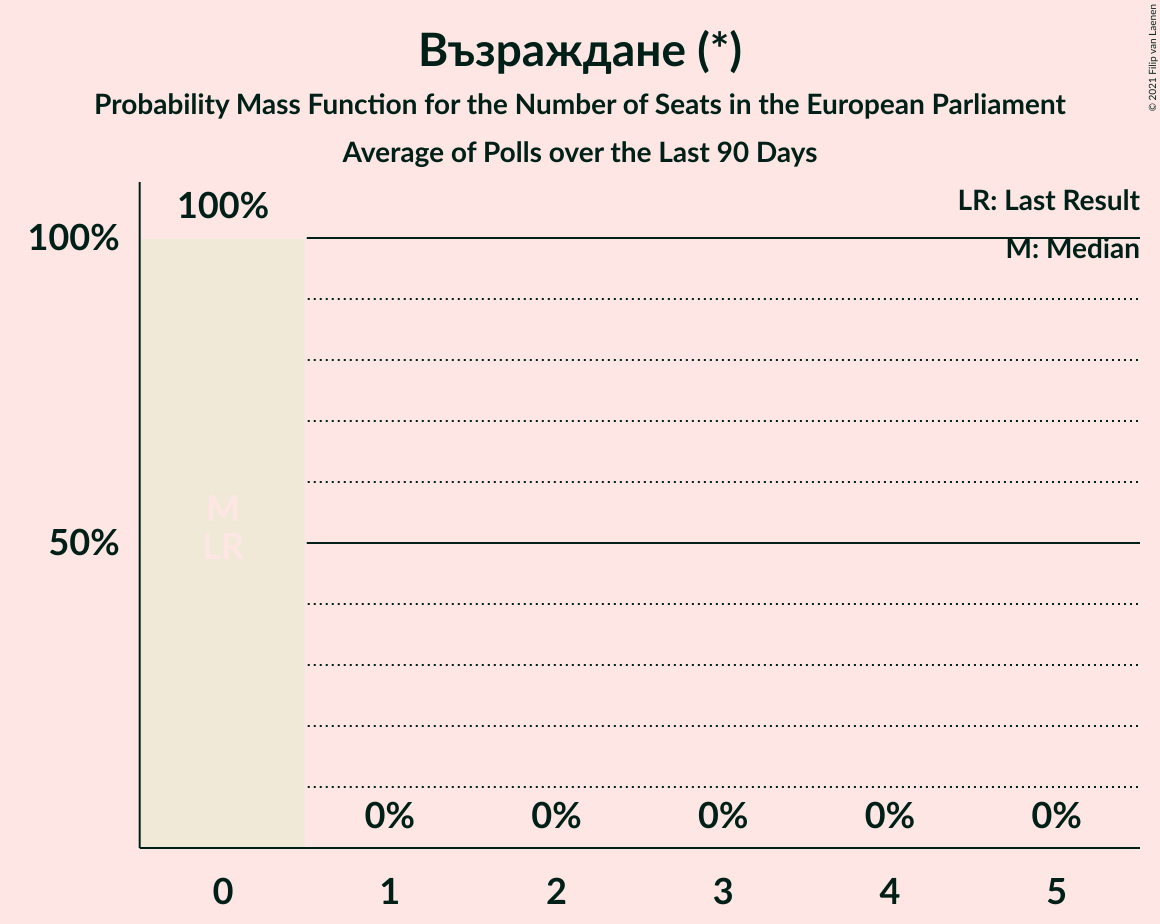 Възраждане (*)
Probability Mass Function for the Number of Seats in the European Parliament
Average of Polls over the Last 90 Days
© 2021 Filip van Laenen
LR: Last Result
M: Median
100%
100%
50%
M
LR
0% 0% 0% 0% 0%
0 1 2 3 4 5